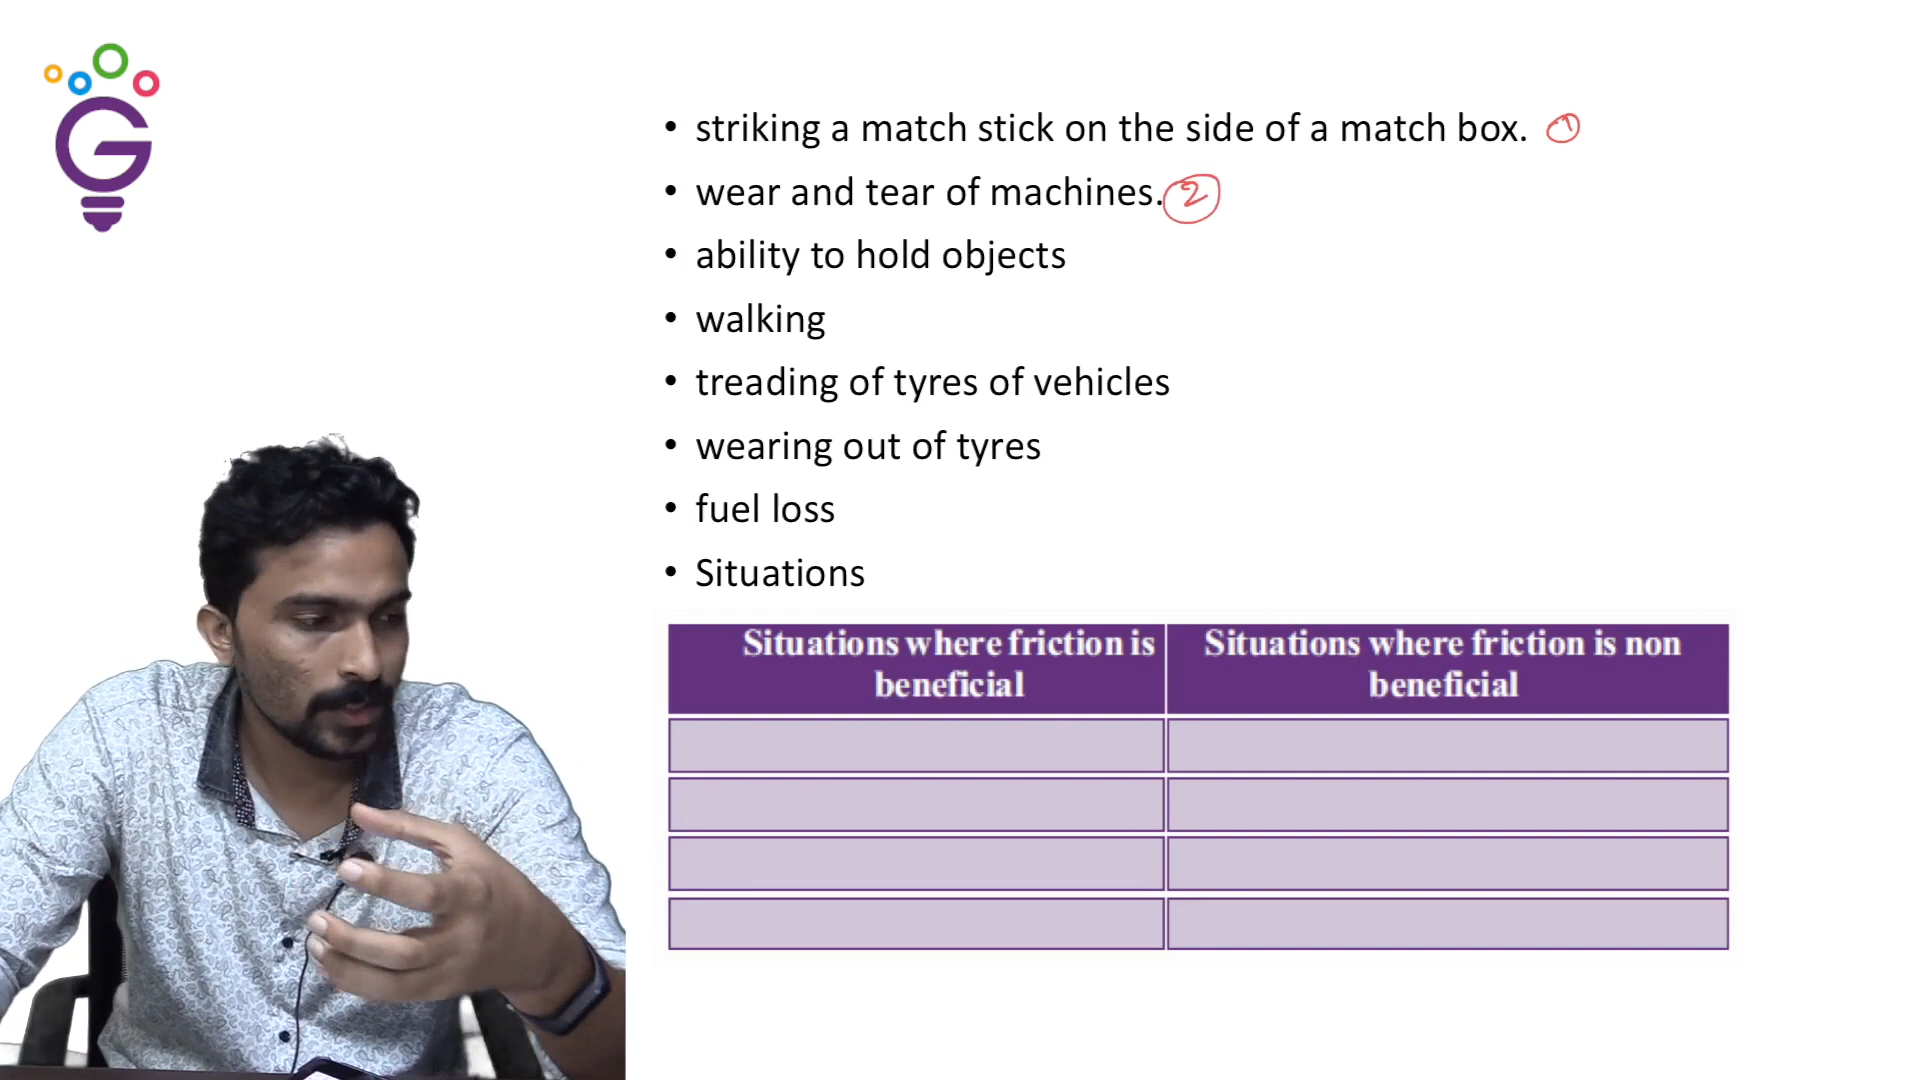 • striking a match stick on the side of a match box. 1
• wear and tear of machines. 2
• ability to hold objects
• walking
• treading of tyres of vehicles
• wearing out of tyres
• fuel loss
• Situations
Situations where friction is
beneficial
Situations where friction is non
beneficial